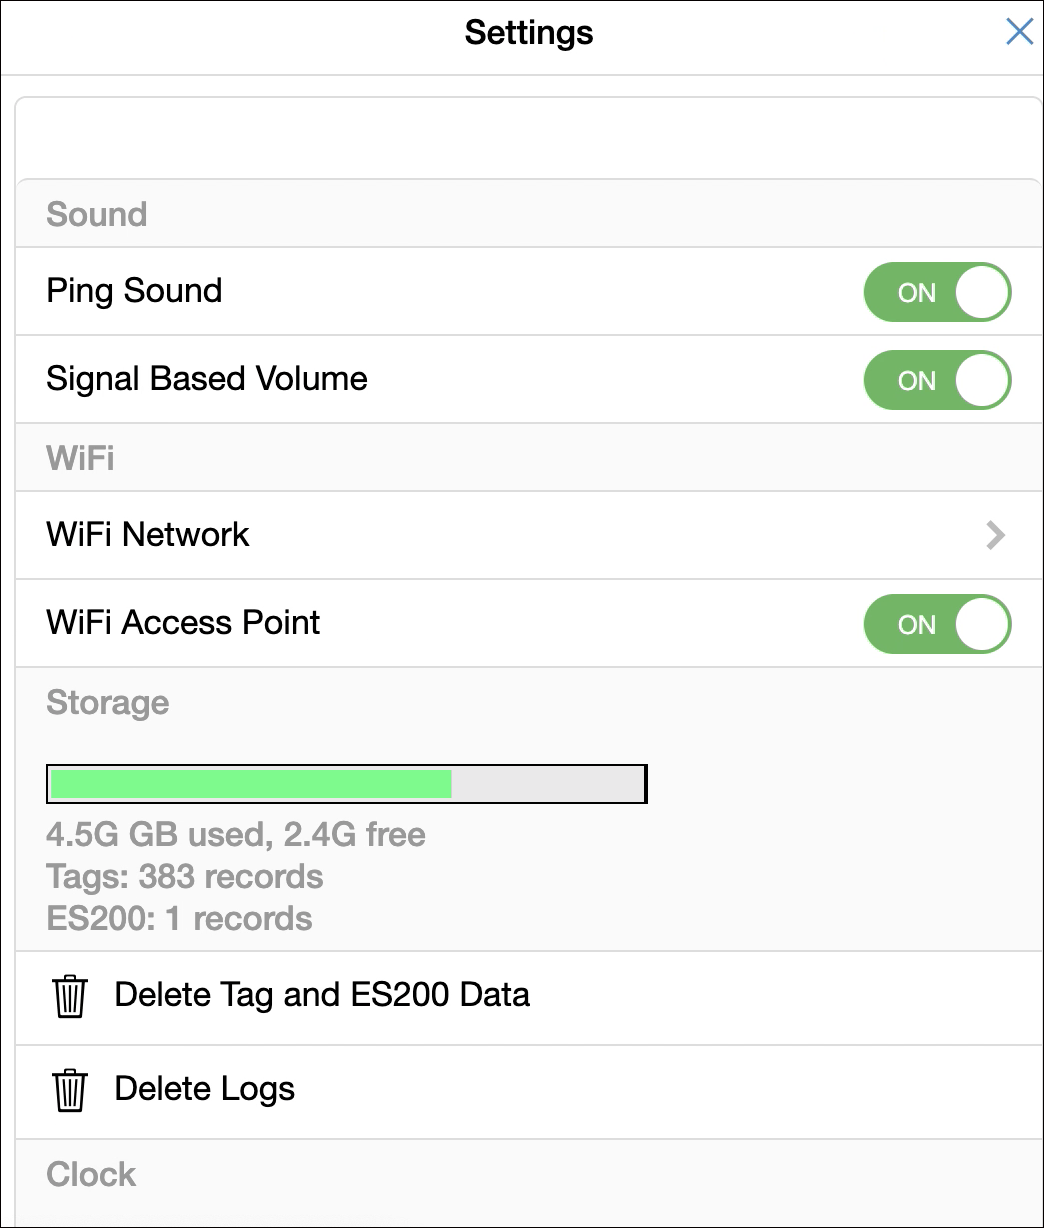 Settings
Sound
Ping Sound
ON
Signal Based Volume
ON
WiFi
WiFi Network
WiFi Access Point
ON
Storage
4.5G GB used, 2.4G free
Tags: 383 records
ES200: 1 records
Delete Tag and ES200 Data
Delete Logs
Clock